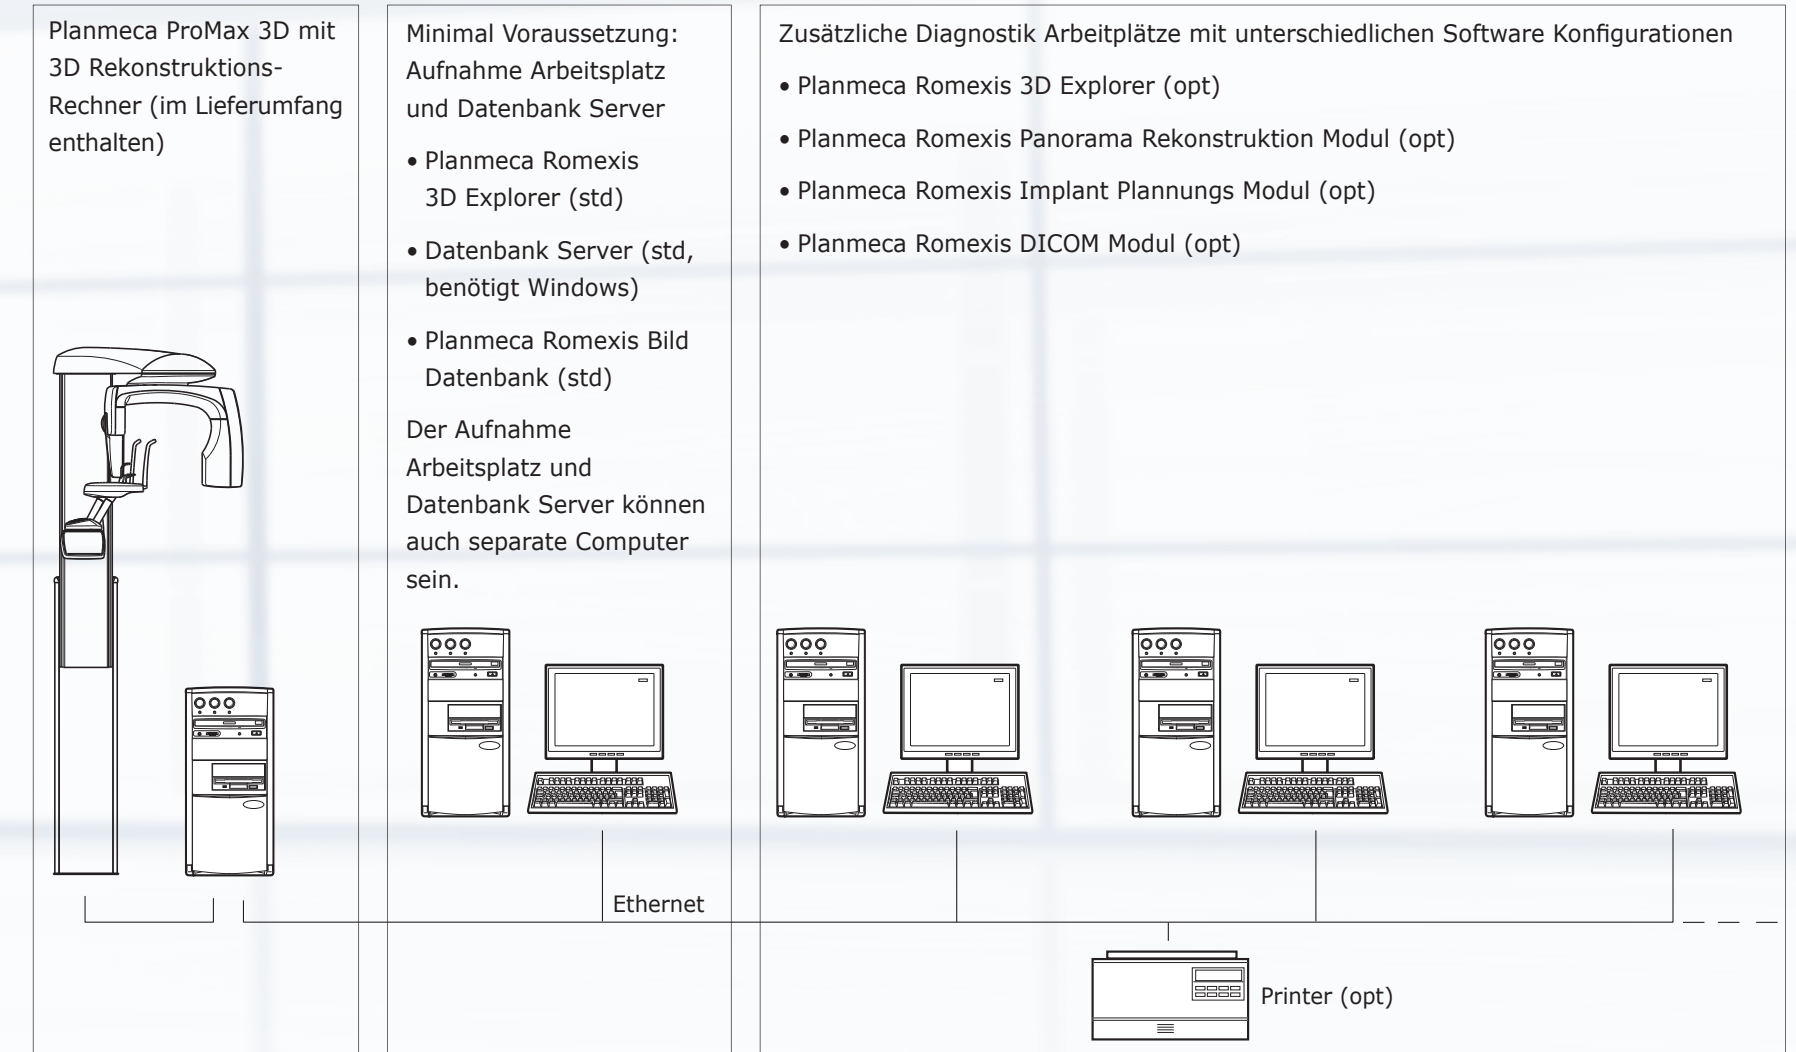 Planmeca ProMax 3D mit
3D Rekonstruktions-
Rechner (im Lieferumfang
enthalten)
Minimal Voraussetzung:
Aufnahme Arbeitsplatz
und Datenbank Server
• Planmeca Romexis
3D Explorer (std)
• Datenbank Server (std,
benötigt Windows)
• Planmeca Romexis Bild
Datenbank (std)
Der Aufnahme
Arbeitsplatz und
Datenbank Server können
auch separate Computer
sein.
Zusätzliche Diagnostik Arbeitplätze mit unterschiedlichen Software Konfigurationen
• Planmeca Romexis 3D Explorer (opt)
• Planmeca Romexis Panorama Rekonstruktion Modul (opt)
• Planmeca Romexis Implant Plannungs Modul (opt)
• Planmeca Romexis DICOM Modul (opt)
Ethernet
Printer (opt)